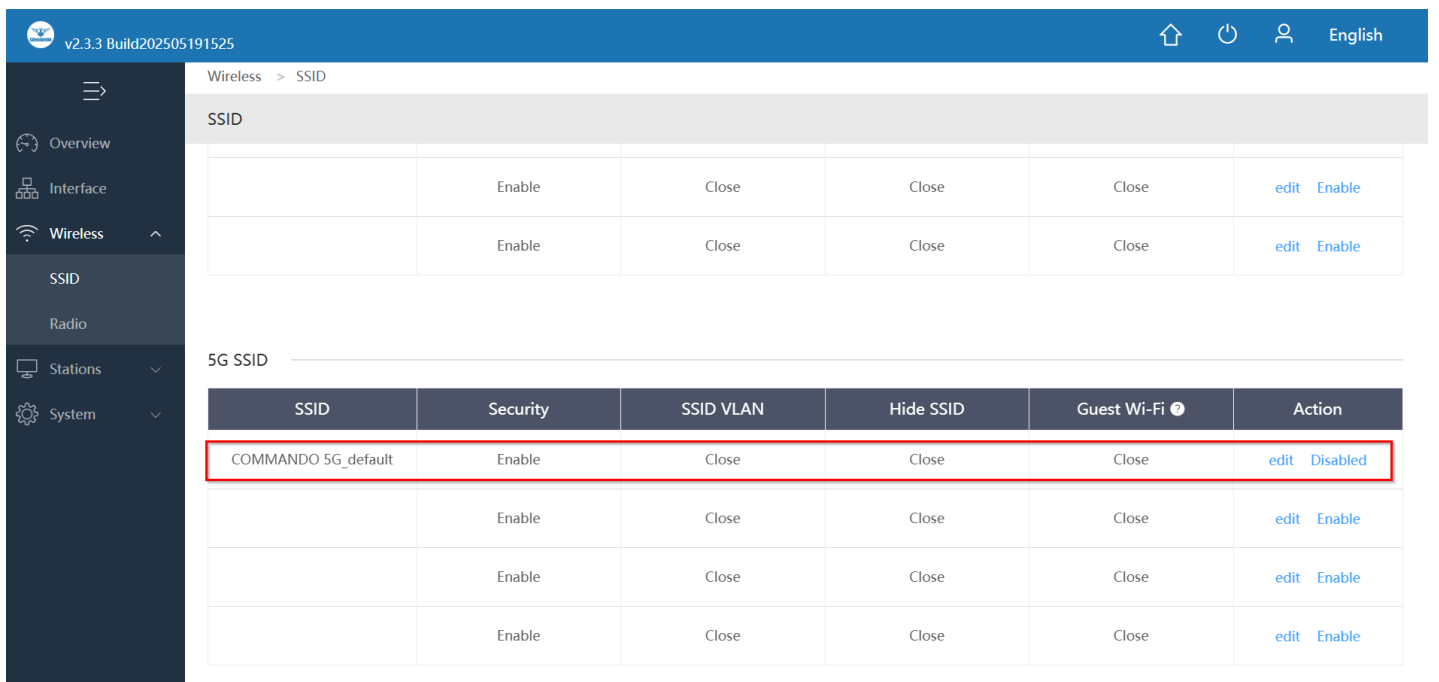 v2.3.3 Build202505191525
English
Wireless > SSID
SSID
Overview
Interface
Wireless
SSID
Radio
Stations
System
Enable Close Close Close edit Enable
Enable Close Close Close edit Enable
5G SSID
SSID Security SSID VLAN Hide SSID Guest Wi-Fi ? Action
COMMANDO 5G_default Enable Close Close Close edit Disabled
Enable Close Close Close edit Enable
Enable Close Close Close edit Enable
Enable Close Close Close edit Enable